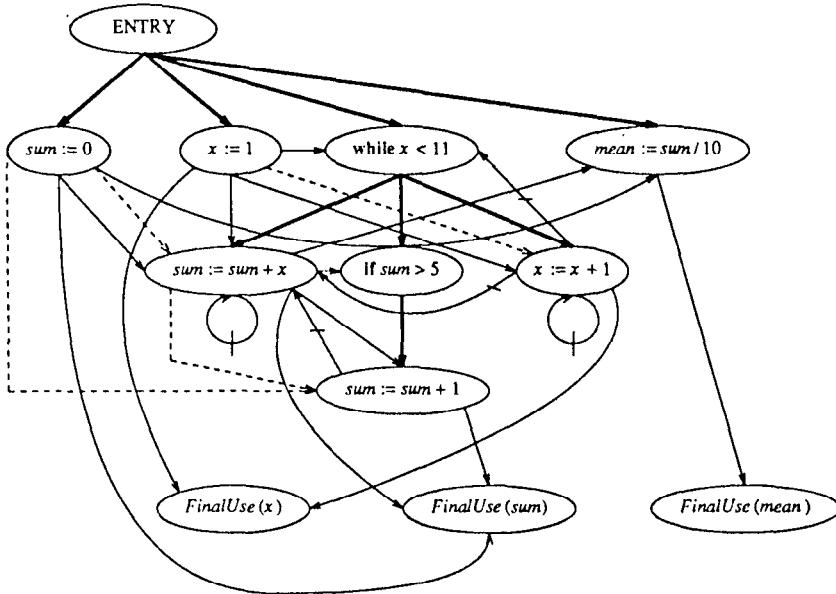 ENTRY
sum := 0
x := 1
while x < 11
mean := sum / 10
sum := sum + x
if sum > 5
x := x + 1
sum := sum + 1
FinalUse (x)
FinalUse (sum)
FinalUse (mean)